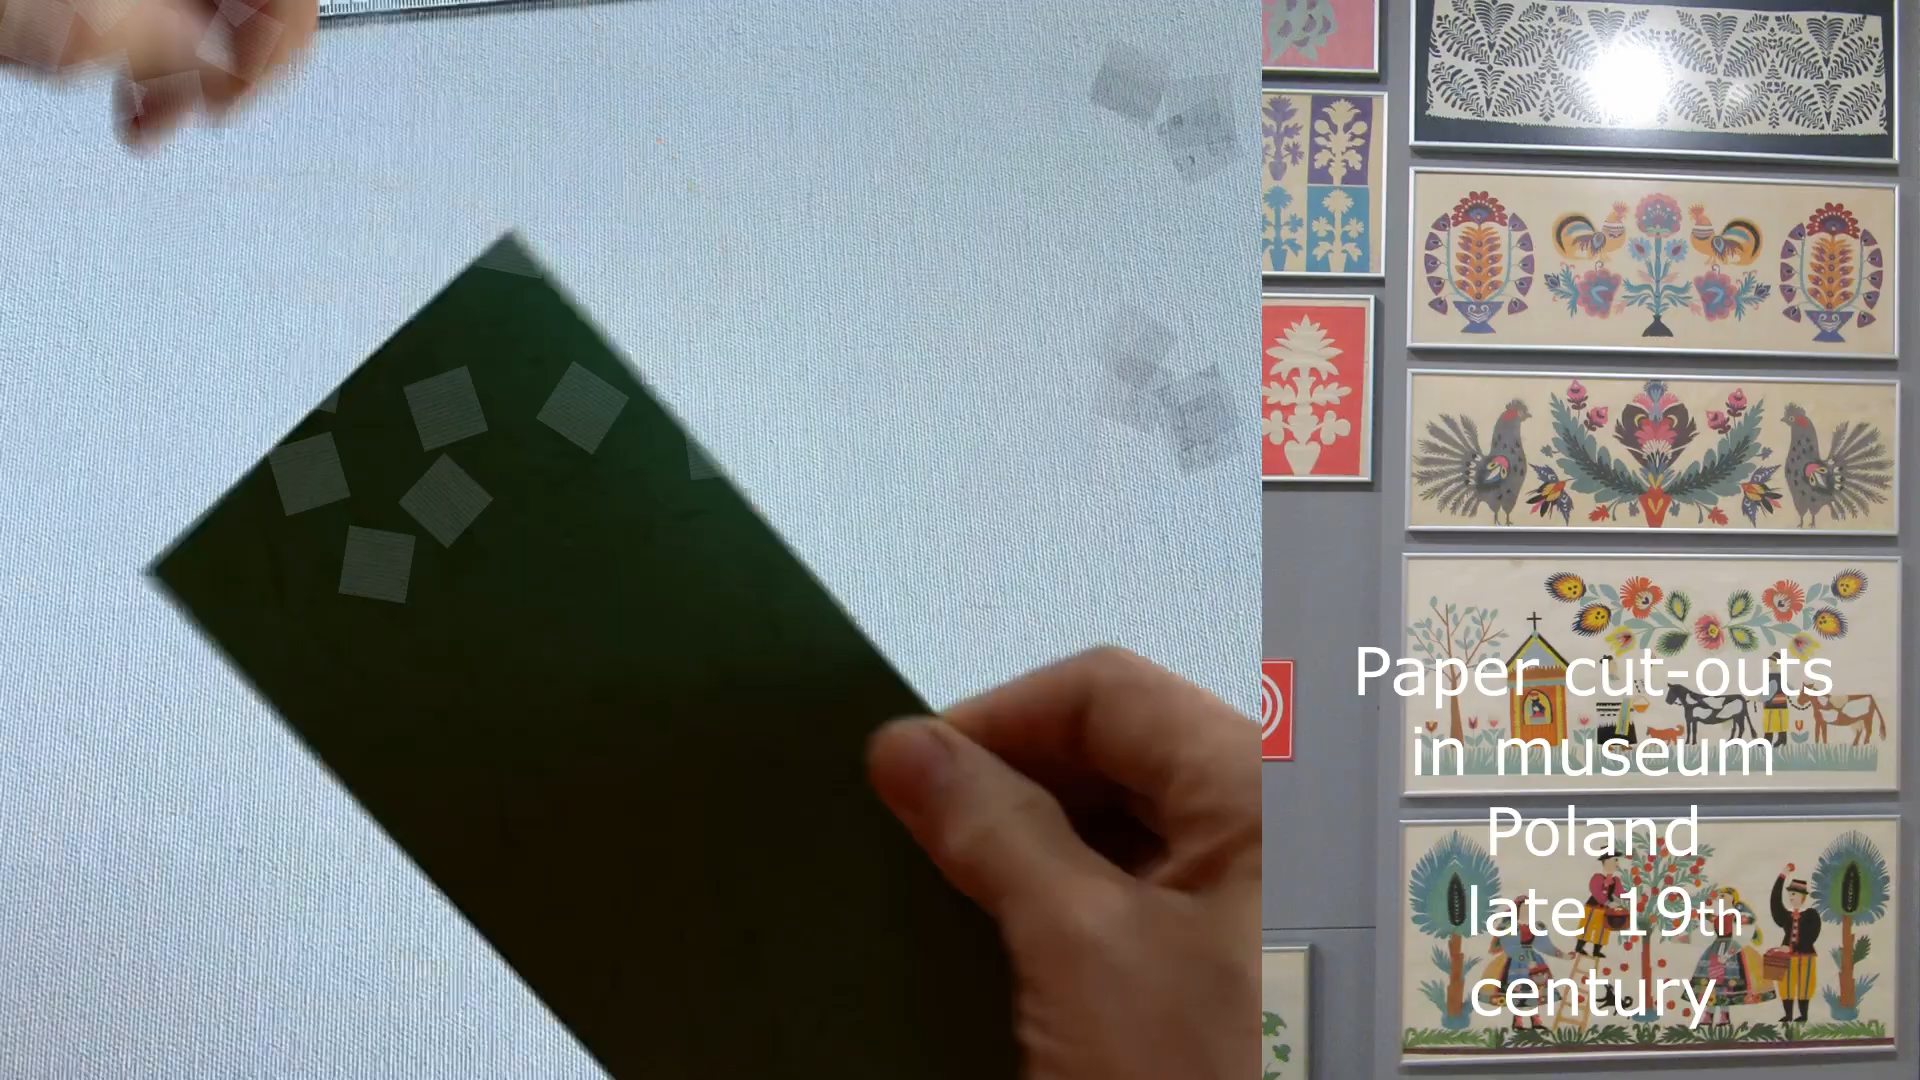 Paper cut-outs
in museum
Poland
late 19th
century